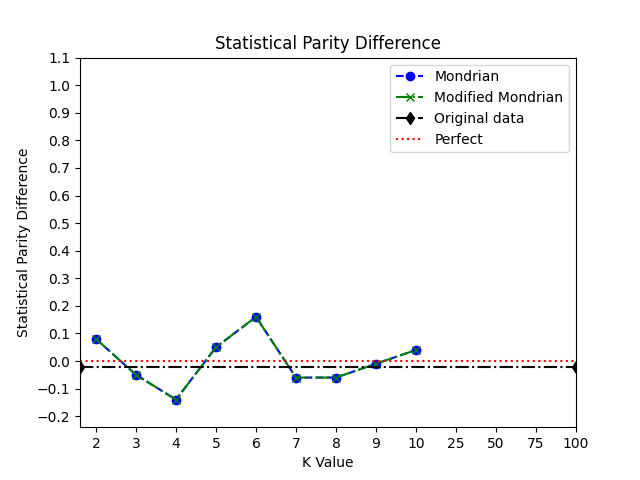 Statistical Parity Difference
Statistical Parity Difference
1.1
1.0
0.9
0.8
0.7
0.6
0.5
0.4
0.3
0.2
0.1
0.0
−0.1
−0.2
Mondrian
Modified Mondrian
Original data
Perfect
2 3 4 5 6 7 8 9 10 25 50 75 100
K Value